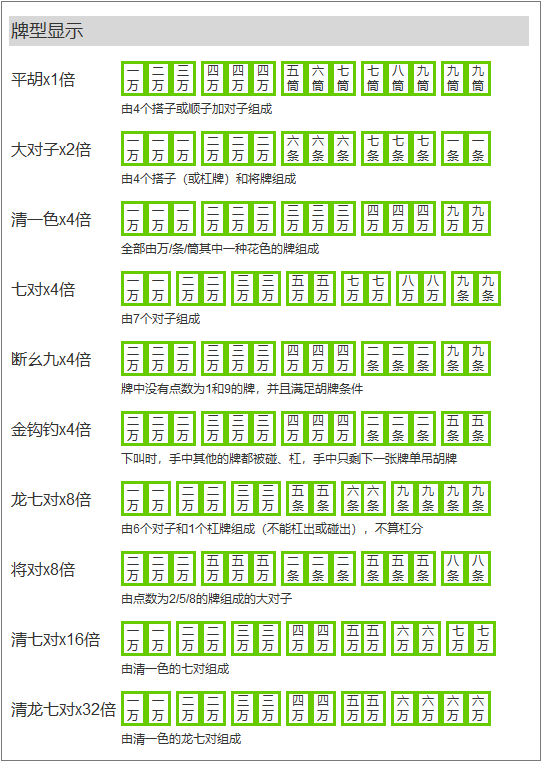 牌型显示
平胡x1倍 一万 二万 三万 四万 四万 四万 五筒 六筒 七筒 七筒 八筒 九筒 九筒 九筒
由4个搭子或顺子加对子组成
大对子x2倍 一万 一万 一万 二万 二万 二万 六条 六条 六条 七条 七条 七条 一条 一条
由4个搭子（或杠牌）和将牌组成
清一色x4倍 一万 一万 一万 二万 二万 二万 三万 三万 三万 四万 四万 四万 九万 九万
全部由万/条/筒其中一种花色的牌组成
七对x4倍 一万 一万 二万 二万 三万 三万 五万 五万 七万 七万 八万 八万 九条 九条
由7个对子组成
断幺九x4倍 二万 二万 二万 三万 三万 三万 四万 四万 四万 二条 二条 二条 九条 九条
牌中没有点数为1和9的牌，并且满足胡牌条件
金钩钓x4倍 二万 二万 二万 三万 三万 三万 四万 四万 四万 二条 二条 二条 五条 五条
下叫时，手中其他的牌都被碰、杠，手中只剩下一张牌单吊胡牌
龙七对x8倍 一万 一万 二万 二万 三万 三万 五条 五条 六条 六条 九条 九条 九条 九条
由6个对子和1个杠牌组成（不能杠出或碰出），不算杠分
将对x8倍 二万 二万 二万 五万 五万 五万 二条 二条 二条 五条 五条 五条 八条 八条
由点数为2/5/8的牌组成的大对子
清七对x16倍 一万 一万 二万 二万 三万 三万 四万 四万 五万 五万 六万 六万 七万 七万
由清一色的七对组成
清龙七对x32倍 一万 一万 二万 二万 三万 三万 四万 四万 五万 五万 六万 六万 六万 六万
由清一色的龙七对组成